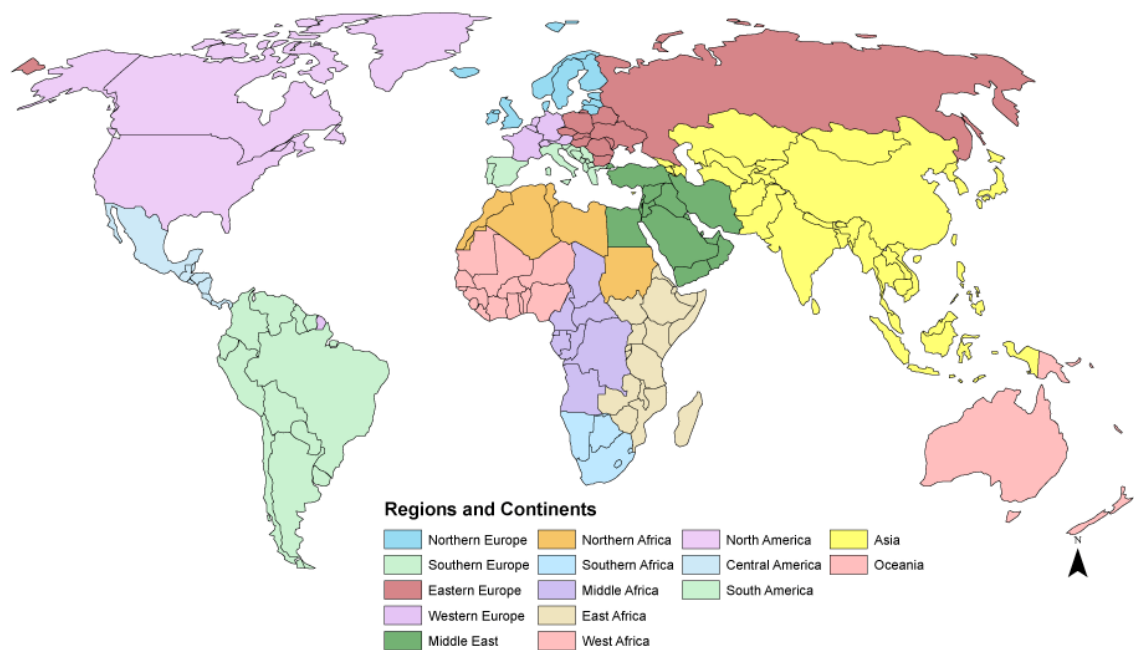 Regions and Continents
Northern Europe
Northern Africa
North America
Asia
Southern Europe
Southern Africa
Central America
Oceania
Eastern Europe
Middle Africa
South America
Western Europe
East Africa
Middle East
West Africa
N